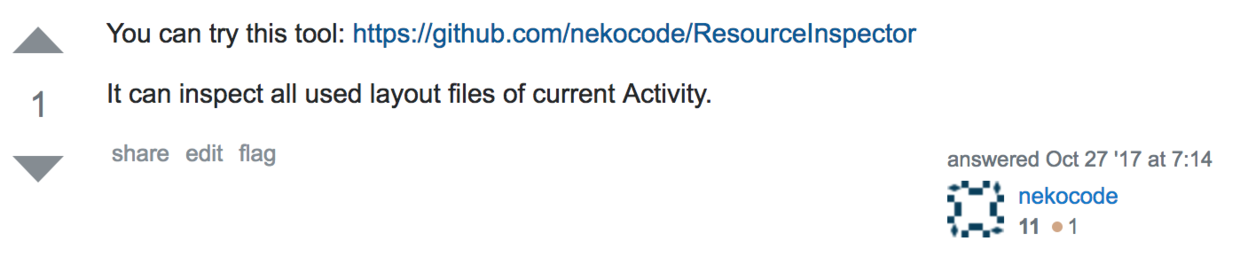 You can try this tool: https://github.com/nekocode/ResourceInspector
1
It can inspect all used layout files of current Activity.
share edit flag
answered Oct 27 '17 at 7:14
nekocode
11 ● 1